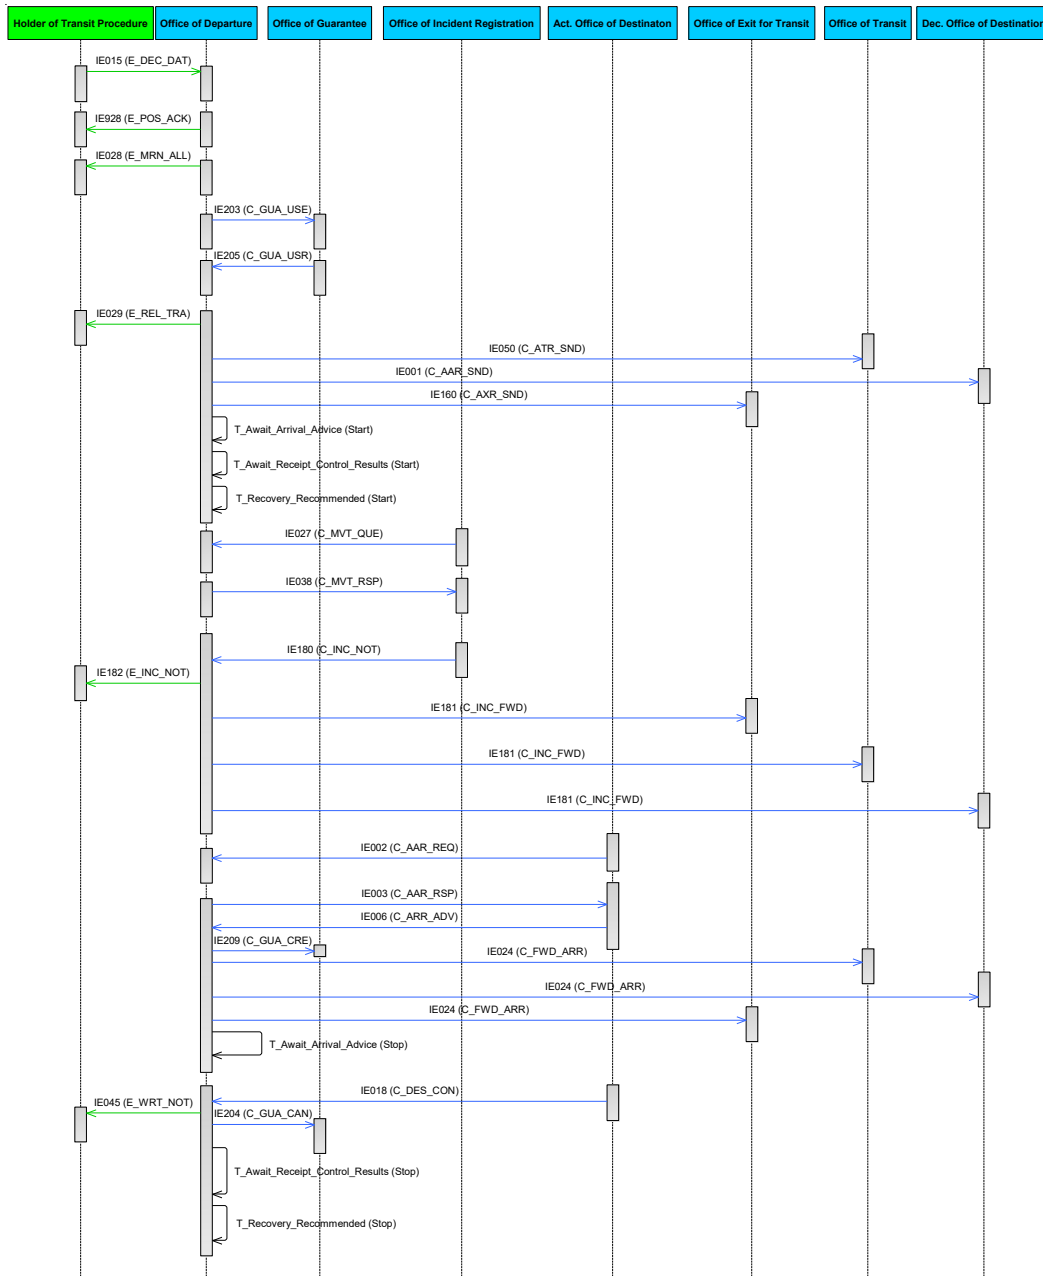 Holder of Transit Procedure
Office of Departure
Office of Guarantee
Office of Incident Registration
Act. Office of Destinaton
Office of Exit for Transit
Office of Transit
Dec. Office of Destination
IE015 (E_DEC_DAT)
IE928 (E_POS_ACK)
IE028 (E_MRN_ALL)
IE203 (C_GUA_USE)
IE205 (C_GUA_USR)
IE029 (E_REL_TRA)
IE050 (C_ATR_SND)
IE001 (C_AAR_SND)
IE160 (C_AXR_SND)
T_Await_Arrival_Advice (Start)
T_Await_Receipt_Control_Results (Start)
T_Recovery_Recommended (Start)
IE027 (C_MVT_QUE)
IE038 (C_MVT_RSP)
IE180 (C_INC_NOT)
IE182 (E_INC_NOT)
IE181 (C_INC_FWD)
IE181 (C_INC_FWD)
IE181 (C_INC_FWD)
IE002 (C_AAR_REQ)
IE003 (C_AAR_RSP)
IE006 (C_ARR_ADV)
IE209 (C_GUA_CRE)
IE024 (C_FWD_ARR)
IE024 (C_FWD_ARR)
IE024 (C_FWD_ARR)
T_Await_Arrival_Advice (Stop)
IE018 (C_DES_CON)
IE045 (E_WRT_NOT)
IE204 (C_GUA_CAN)
T_Await_Receipt_Control_Results (Stop)
T_Recovery_Recommended (Stop)